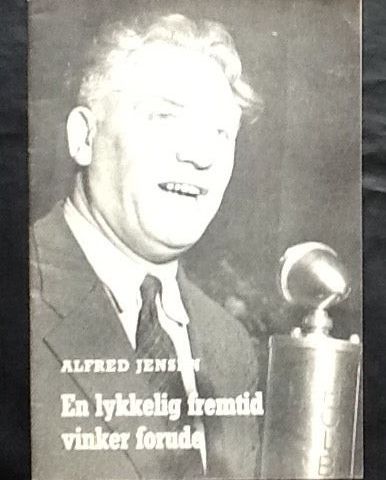 ALFRED JENSEN
En lykkelig fremtid
vinker forude